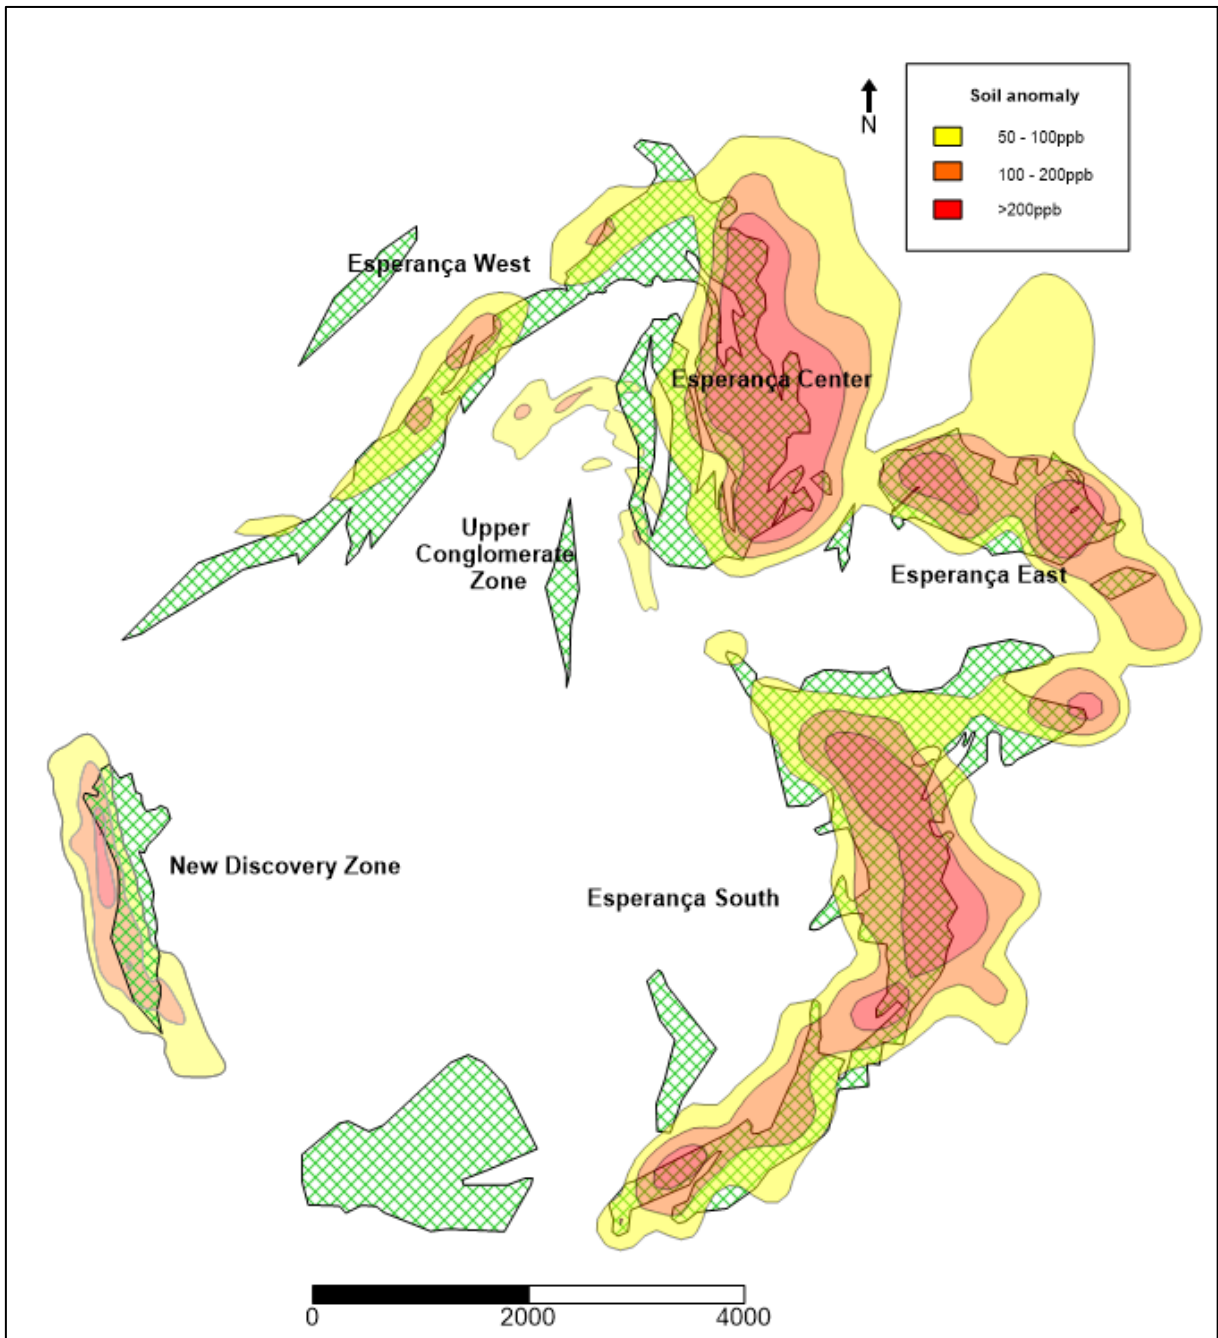 N
Soil anomaly
50 - 100ppb
100 - 200ppb
>200ppb
Esperança West
Esperança Center
Upper
Conglomerate
Zone
Esperança East
New Discovery Zone
Esperança South
0 2000 4000